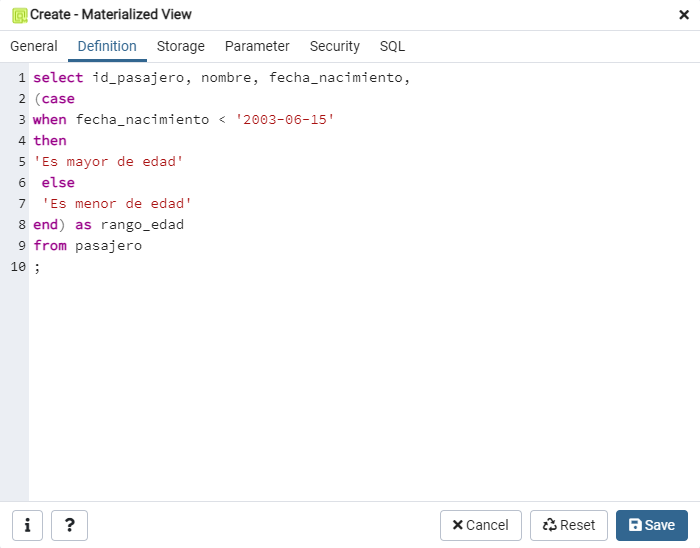 Create - Materialized View
General Definition Storage Parameter Security SQL
1 select id_pasajero, nombre, fecha_nacimiento,
2 (case
3 when fecha_nacimiento < '2003-06-15'
4 then
5 'Es mayor de edad'
6 else
7 'Es menor de edad'
8 end) as rango_edad
9 from pasajero
10 ;
i ? Cancel Reset Save